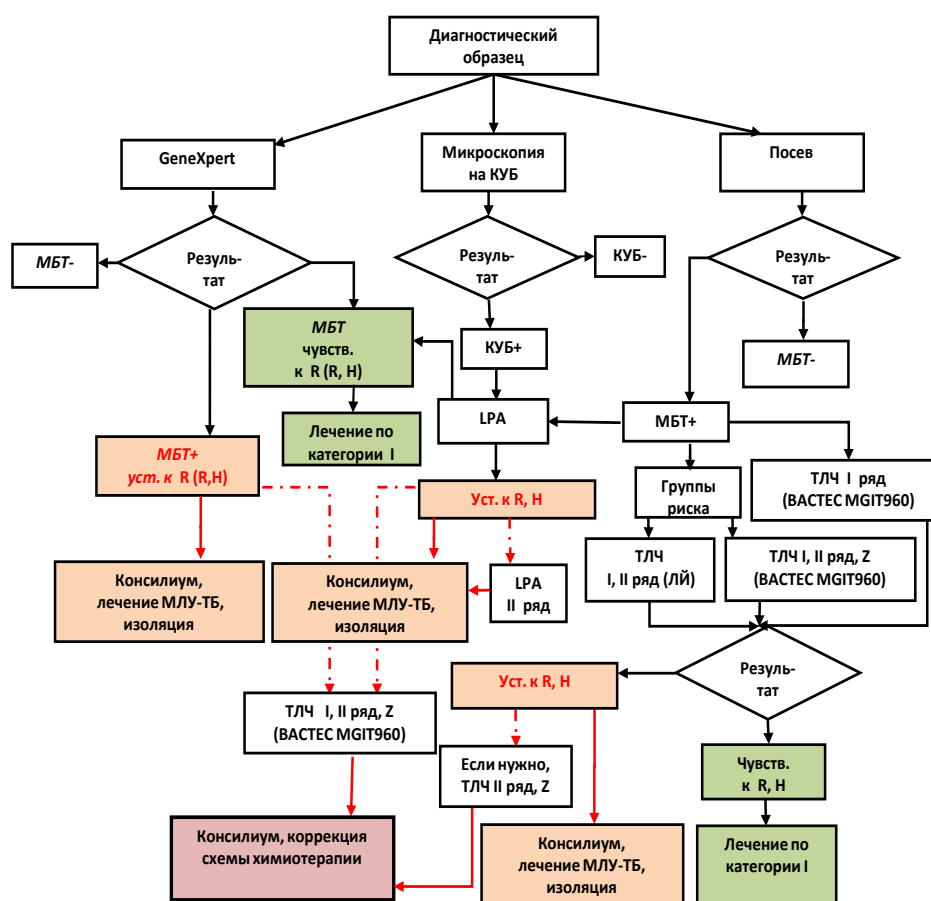 Диагностический
образец
GeneXpert
Микроскопия
на КУБ
Посев
МБТ-
Резуль-
тат
Резуль-
тат
КУБ-
Резуль-
тат
МБТ
чувств.
к R (R, H)
КУБ+
МБТ-
Лечение по
категории I
LPA
МБТ+
МБТ+
уст. к R (R,H)
Уст. к R, H
Группы
риска
ТЛЧ I ряд
(BACTEC MGIT960)
Консилиум,
лечение МЛУ-ТБ,
изоляция
Консилиум,
лечение МЛУ-ТБ,
изоляция
LPA
II ряд
ТЛЧ
I, II ряд (ЛЙ)
ТЛЧ I, II ряд, Z
(BACTEC MGIT960)
Уст. к R, H
Резуль-
тат
ТЛЧ I, II ряд, Z
(BACTEC MGIT960)
Если нужно,
ТЛЧ II ряд, Z
Чувств.
к R, H
Консилиум, коррекция
схемы химиотерапии
Консилиум,
лечение МЛУ-ТБ,
изоляция
Лечение по
категории I